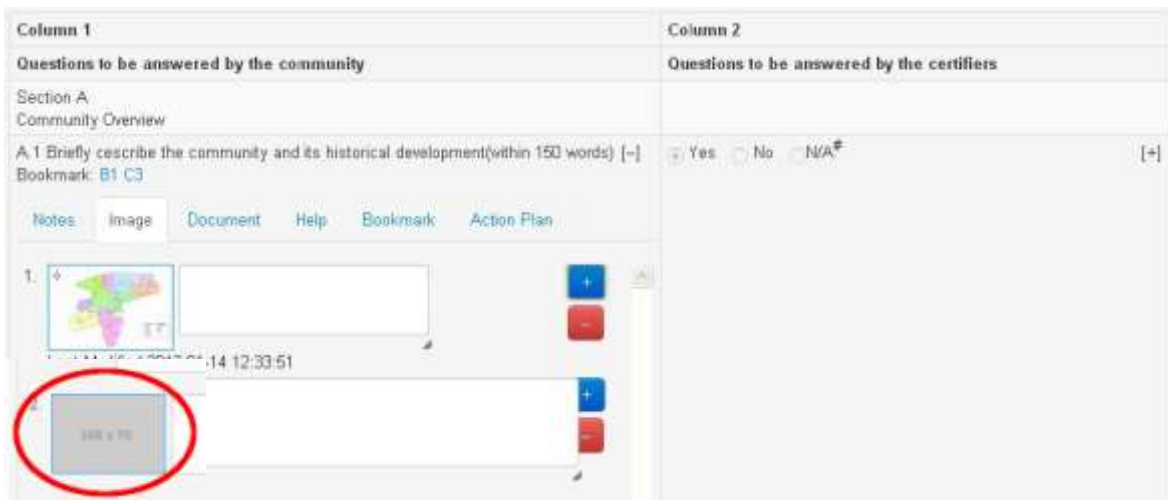 Column 1
Column 2
Questions to be answered by the community
Questions to be answered by the certifiers
Section A
Community Overview
A.1 Briefly cescribe the community and its historical development(within 150 words) [−]
Yes No N/A# [+]
Bookmark: B1 C3
Notes Image Document Help Bookmark Action Plan
1.
+
−
-14 12:33:51
+
−